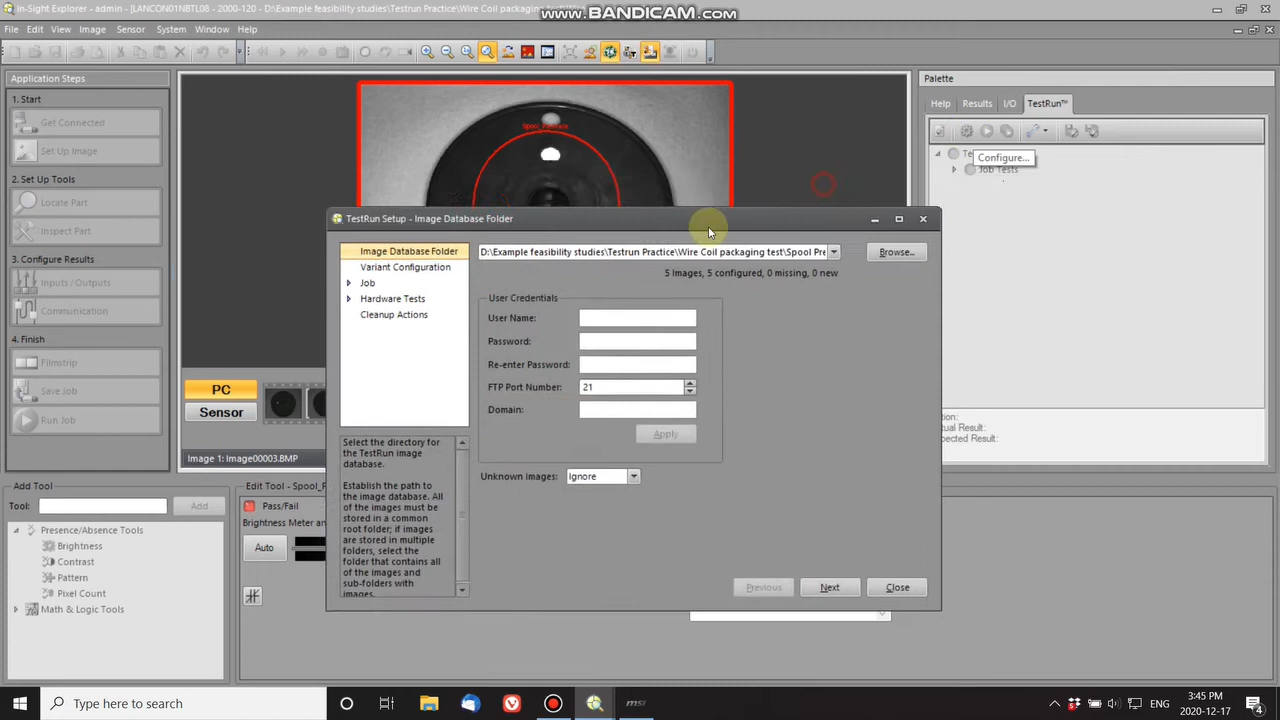 www.BANDICAM.com
In-Sight Explorer - admin - [LANCON01NBTL08 - 2000-120 - D:\Example feasibility studies\Testrun Practice\Wire Coil packaging test\
File Edit View Image Sensor System Window Help
Application Steps
1. Start
Get Connected
Set Up Image
2. Set Up Tools
Locate Part
Inspect Part
3. Configure Results
Inputs / Outputs
Communication
4. Finish
Filmstrip
Save Job
Run Job
PC
Sensor
Image 1: Image00003.BMP
Palette
Help Results I/O TestRun™
Configure...
Job Tests
TestRun Setup - Image Database Folder
Image Database Folder
Variant Configuration
Job
Hardware Tests
Cleanup Actions
Select the directory for
the TestRun image
database.
Establish the path to
the image database. All
of the images must be
stored in a common
root folder; if images
are stored in multiple
folders, select the
folder that contains all
of the images and
sub-folders with
images.
D:\Example feasibility studies\Testrun Practice\Wire Coil packaging test\Spool Pre
Browse...
5 Images, 5 configured, 0 missing, 0 new
User Credentials
User Name:
Password:
Re-enter Password:
FTP Port Number: 21
Domain:
Apply
Unknown images: Ignore
Previous Next Close
Add Tool
Tool: Add
Presence/Absence Tools
Brightness
Contrast
Pattern
Pixel Count
Math & Logic Tools
Edit Tool - Spool_
Pass/Fail
Brightness Meter and
Auto
Type here to search
msi
ENG
3:45 PM
2020-12-17
4